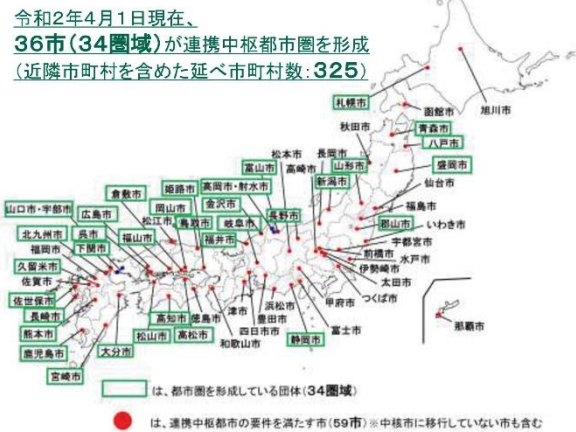 令和2年4月1日現在、
36市(34圏域)が連携中枢都市圏を形成
(近隣市町村を含めた延べ市町村数:325)
札幌市
旭川市
函館市
秋田市
青森市
八戸市
松本市
長岡市
高崎市
山形市
盛岡市
富山市
新潟市
仙台市
姫路市
高岡市・射水市
倉敷市
金沢市
長野市
福島市
山口市・宇部市
広島市
岡山市
松江市
鳥取市
岐阜市
郡山市
いわき市
北九州市
呉市
福山市
福井市
宇都宮市
福岡市
下関市
前橋市
水戸市
久留米市
伊勢崎市
佐賀市
太田市
佐世保市
つくば市
長崎市
高知市
徳島市
津市
浜松市
甲府市
豊田市
熊本市
四日市市
富士市
那覇市
鹿児島市
大分市
松山市
高松市
和歌山市
静岡市
宮崎市
は、都市圏を形成している団体(34圏域)
は、連携中枢都市の要件を満たす市(59市)※中核市に移行していない市も含む